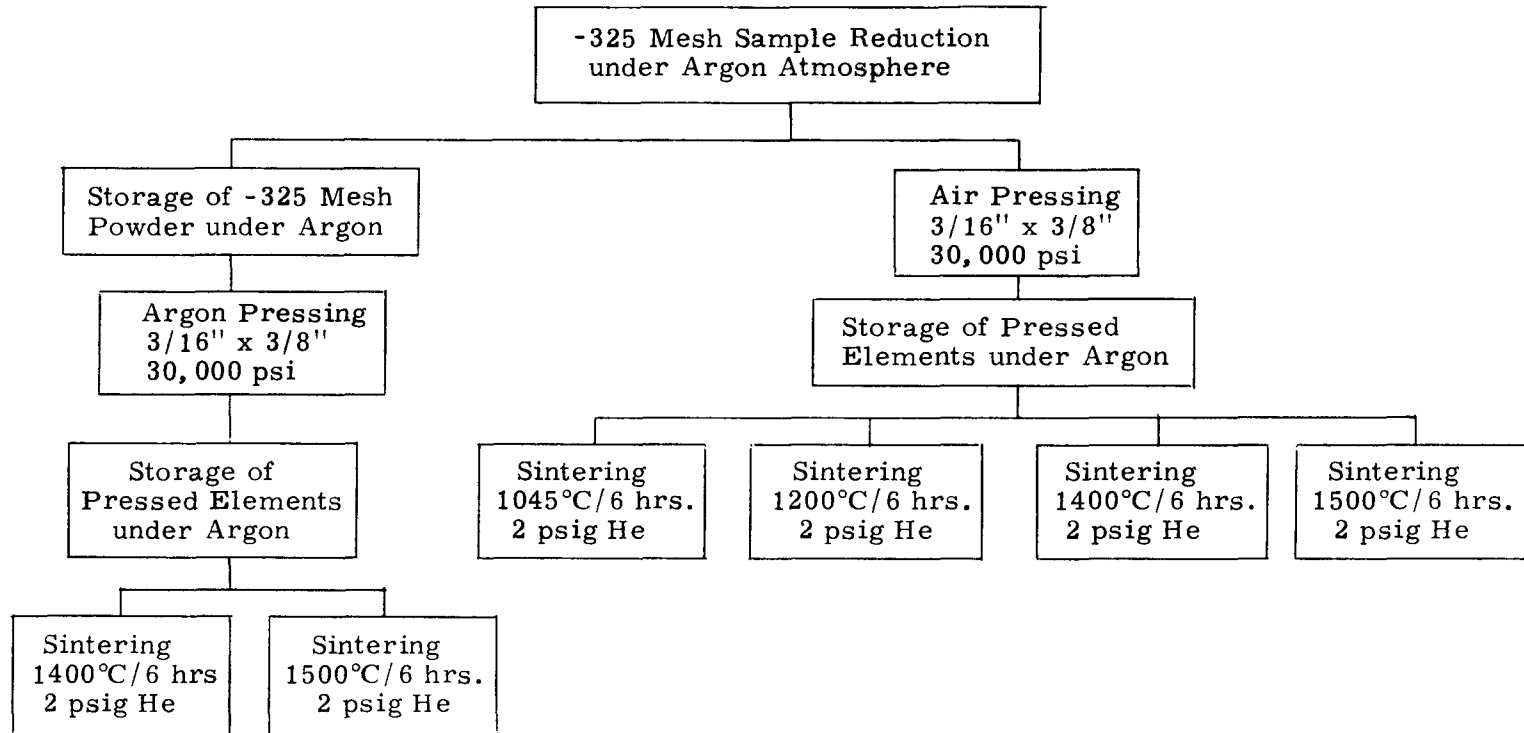 -325 Mesh Sample Reduction
under Argon Atmosphere
Storage of -325 Mesh
Powder under Argon
Argon Pressing
3/16" x 3/8"
30,000 psi
Storage of
Pressed Elements
under Argon
Sintering
1400°C/6 hrs
2 psig He
Sintering
1500°C/6 hrs.
2 psig He
Air Pressing
3/16" x 3/8"
30,000 psi
Storage of Pressed
Elements under Argon
Sintering
1045°C/6 hrs.
2 psig He
Sintering
1200°C/6 hrs.
2 psig He
Sintering
1400°C/6 hrs.
2 psig He
Sintering
1500°C/6 hrs.
2 psig He